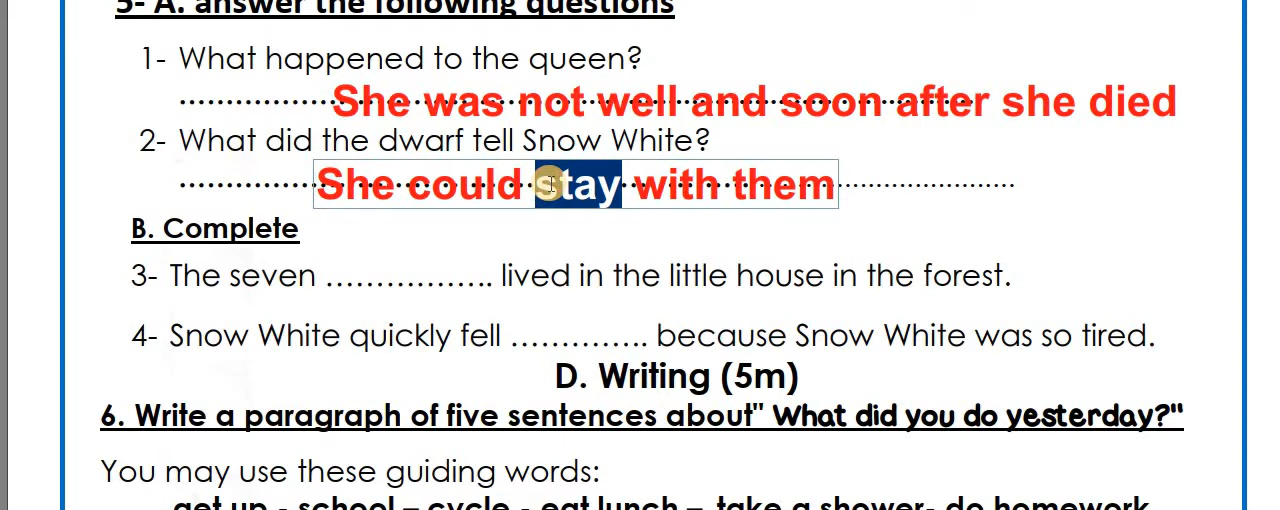 5- A. answer the following questions
1- What happened to the queen?
She was not well and soon after she died
2- What did the dwarf tell Snow White?
She could stay with them
B. Complete
3- The seven ................. lived in the little house in the forest.
4- Snow White quickly fell .............. because Snow White was so tired.
D. Writing (5m)
6. Write a paragraph of five sentences about" What did you do yesterday?"
You may use these guiding words:
get up - school – cycle - eat lunch – take a shower- do homework